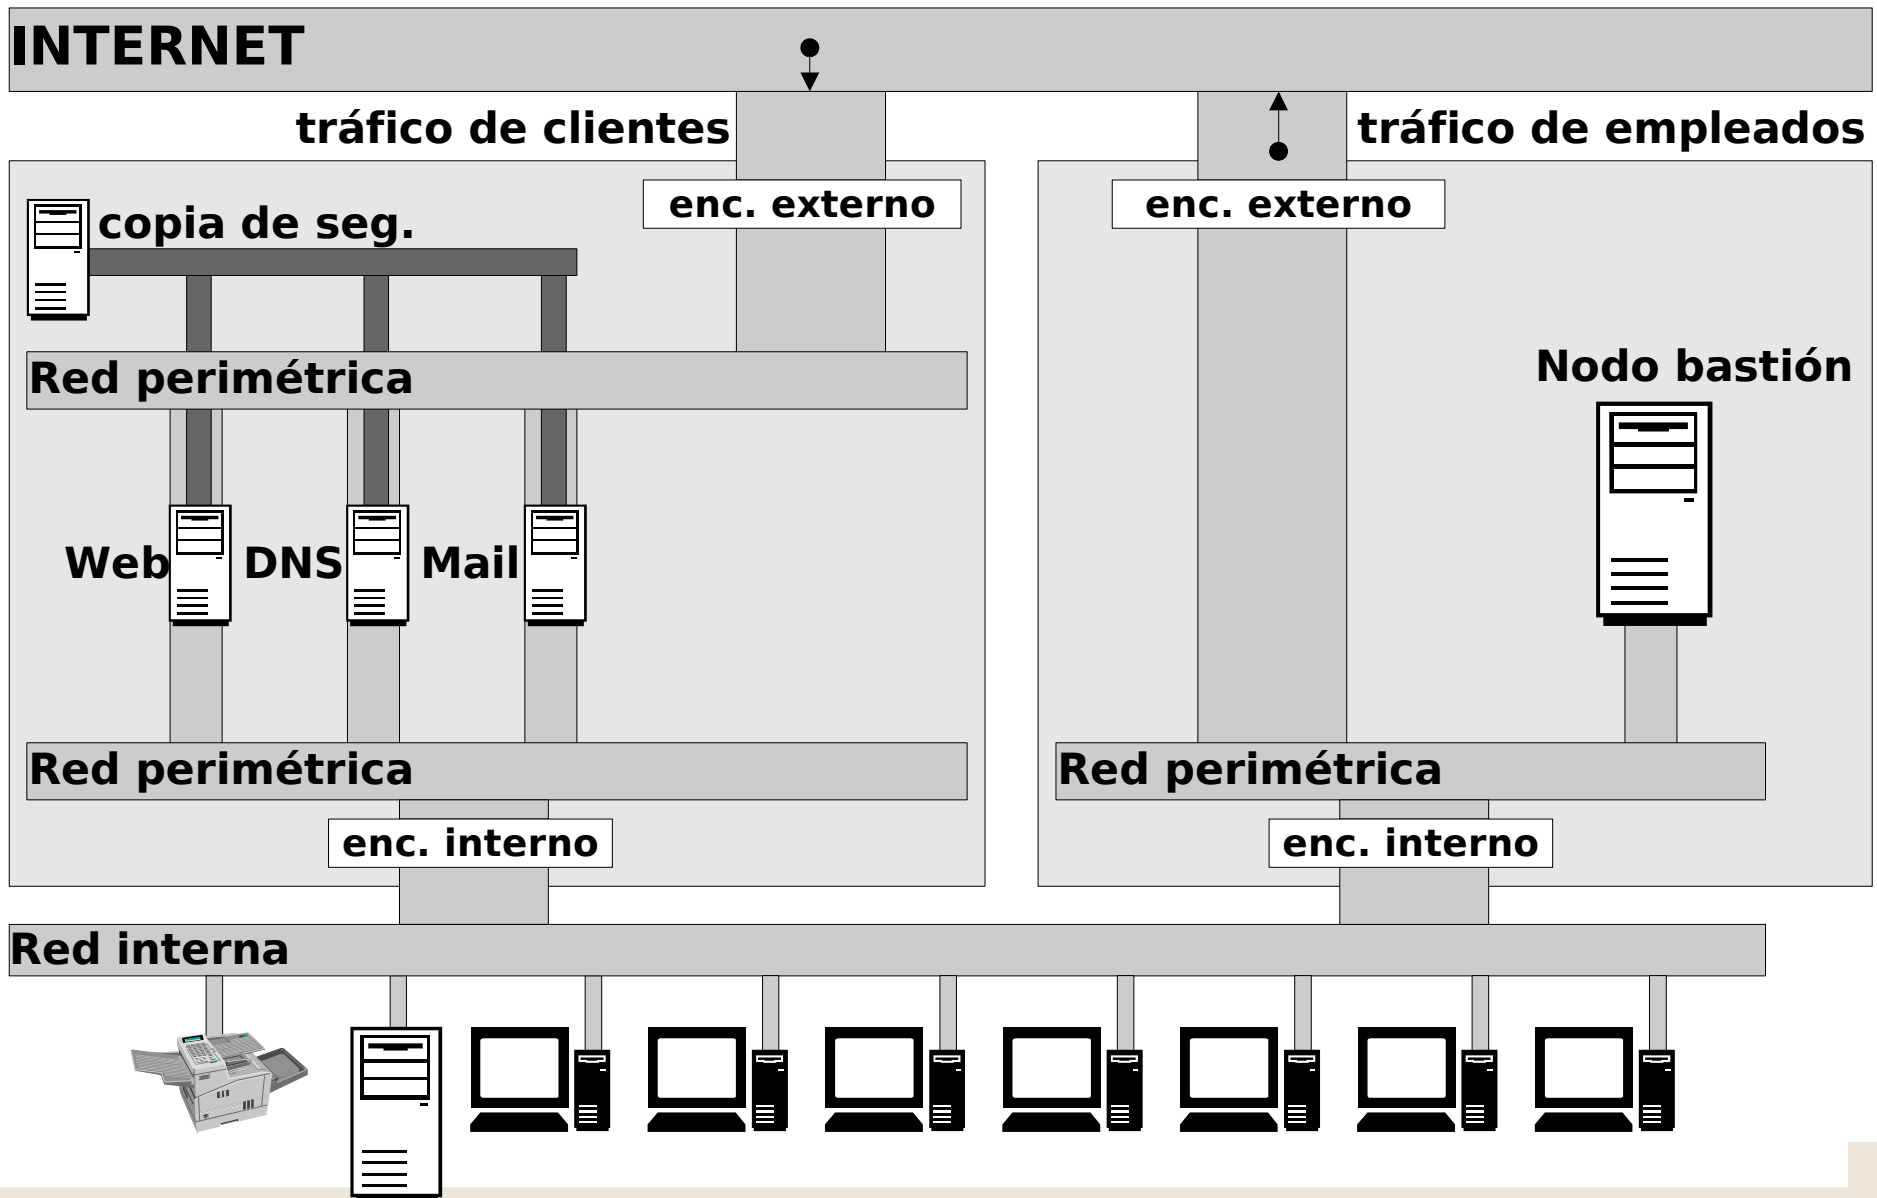 INTERNET
tráfico de clientes
tráfico de empleados
enc. externo
enc. externo
copia de seg.
Red perimétrica
Nodo bastión
Web
DNS
Mail
Red perimétrica
Red perimétrica
enc. interno
enc. interno
Red interna